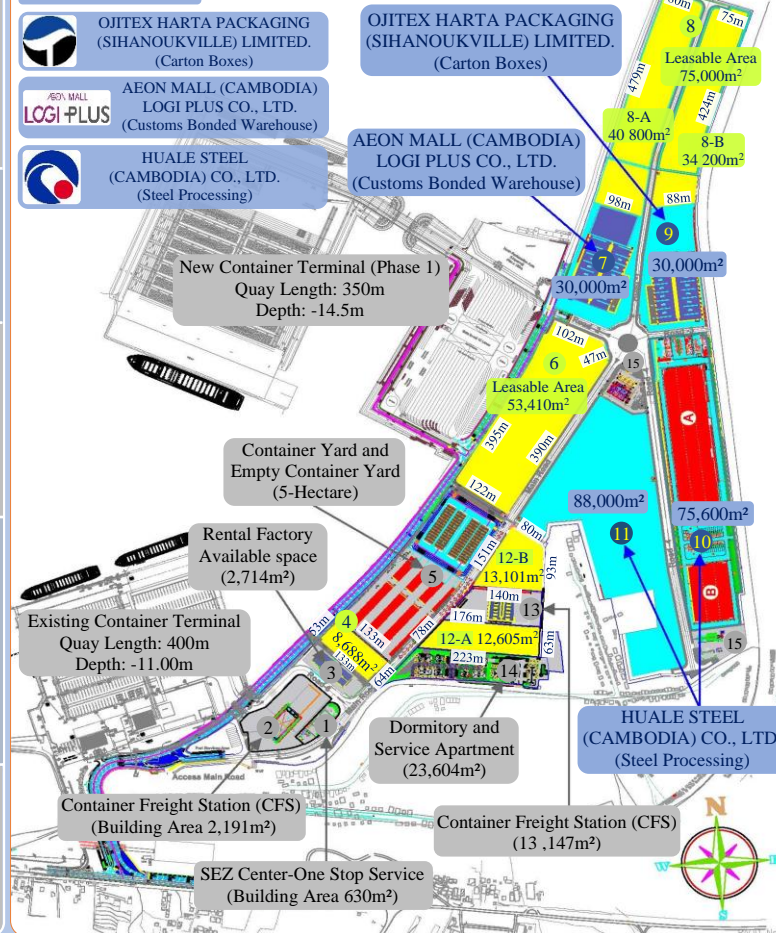 OJITEX HARTA PACKAGING
(SIHANOUKVILLE) LIMITED.
(Carton Boxes)
AEON MALL
LOGI PLUS
AEON MALL (CAMBODIA)
LOGI PLUS CO., LTD.
(Customs Bonded Warehouse)
HUALE STEEL
(CAMBODIA) CO., LTD.
(Steel Processing)
OJITEX HARTA PACKAGING
(SIHANOUKVILLE) LIMITED.
(Carton Boxes)
AEON MALL (CAMBODIA)
LOGI PLUS CO., LTD.
(Customs Bonded Warehouse)
75m
8
Leasable Area
75,000m²
479m
424m
8-A
40 800m²
8-B
34 200m²
98m
88m
9
7
30,000m²
30,000m²
New Container Terminal (Phase 1)
Quay Length: 350m
Depth: -14.5m
102m
47m
15
6
Leasable Area
53,410m²
395m
390m
Main Road
122m
A
Container Yard and
Empty Container Yard
(5-Hectare)
88,000m²
11
75,600m²
10
B
15
Rental Factory
Available space
(2,714m²)
80m
151m
12-B
13,101m²
93m
5
140m
13
176m
12-A 12,605m²
63m
223m
14
Existing Container Terminal
Quay Length: 400m
Depth: -11.00m
53m
4
8,688m²
133m
78m
133m
64m
3
2
1
Access Main Road
Dormitory and
Service Apartment
(23,604m²)
HUALE STEEL
(CAMBODIA) CO., LTD
(Steel Processing)
Container Freight Station (CFS)
(Building Area 2,191m²)
Container Freight Station (CFS)
(13 ,147m²)
SEZ Center-One Stop Service
(Building Area 630m²)
N
W
E
S